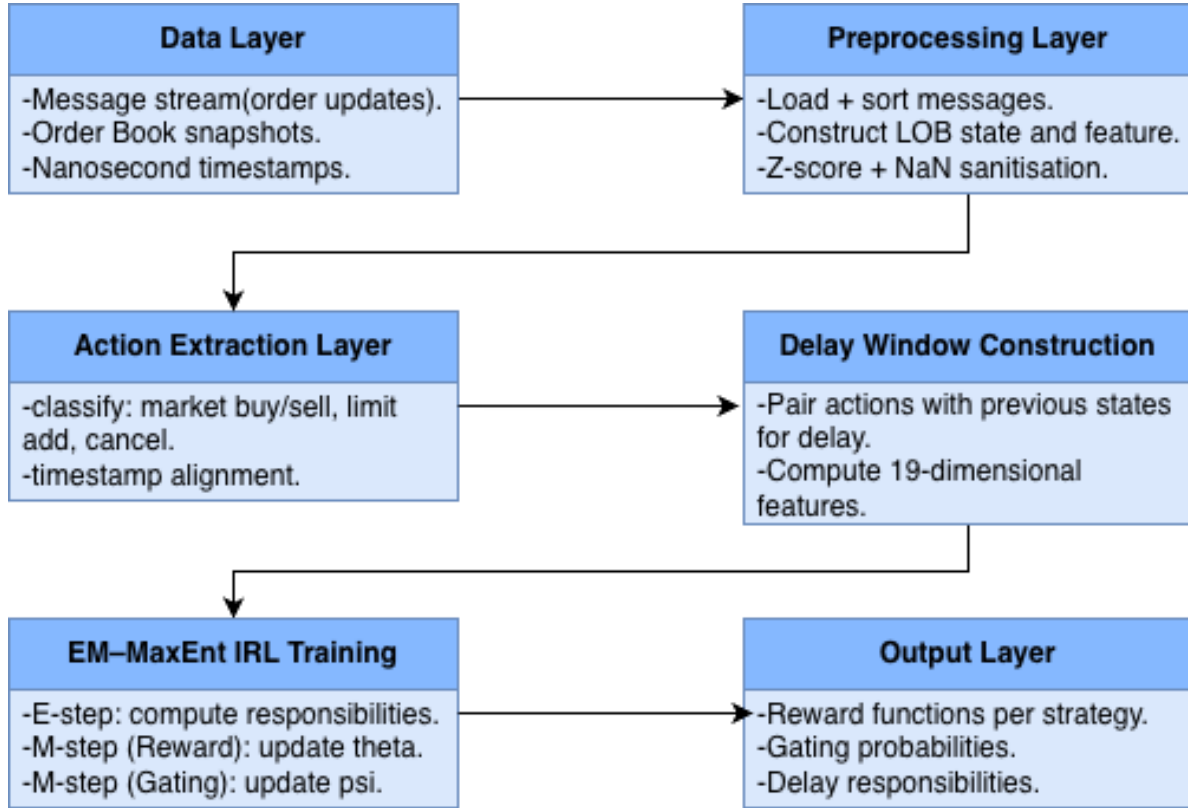 Data Layer
-Message stream(order updates).
-Order Book snapshots.
-Nanosecond timestamps.
Preprocessing Layer
-Load + sort messages.
-Construct LOB state and feature.
-Z-score + NaN sanitisation.
Action Extraction Layer
-classify: market buy/sell, limit
add, cancel.
-timestamp alignment.
Delay Window Construction
-Pair actions with previous states
for delay.
-Compute 19-dimensional
features.
EM–MaxEnt IRL Training
-E-step: compute responsibilities.
-M-step (Reward): update theta.
-M-step (Gating): update psi.
Output Layer
-Reward functions per strategy.
-Gating probabilities.
-Delay responsibilities.